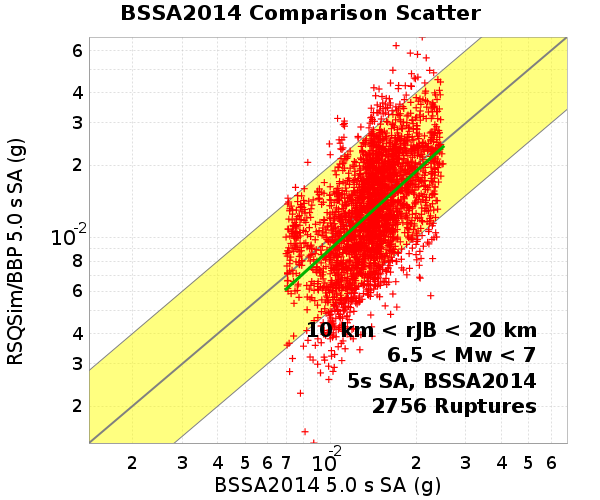 BSSA2014 Comparison Scatter
RSQSim/BBP 5.0 s SA (g)
6
4
3
2
10-2
8
6
4
3
2
10 km < rJB < 20 km
6.5 < Mw < 7
5s SA, BSSA2014
2756 Ruptures
2 3 4 5 6 7 10-2 2 3 4 5 6
BSSA2014 5.0 s SA (g)